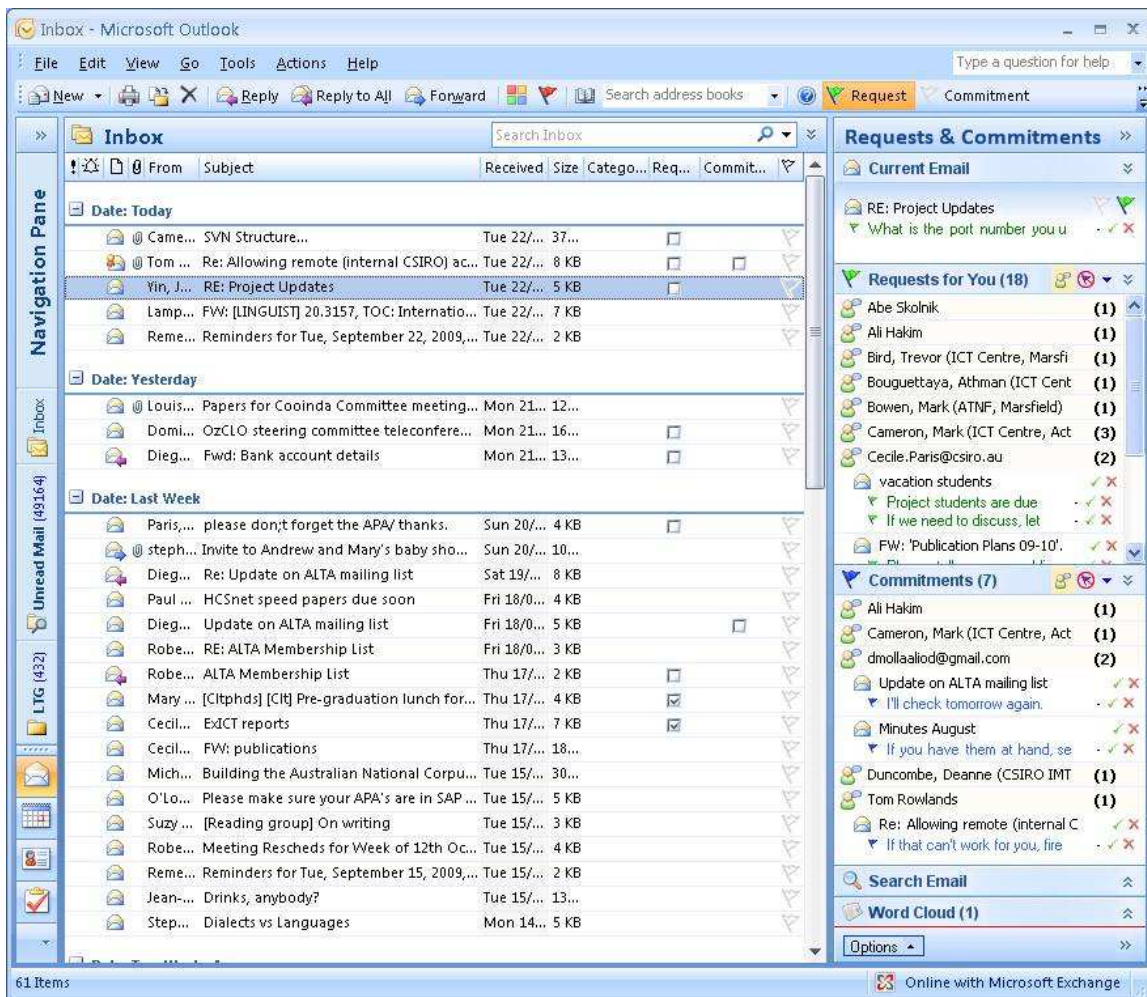 Inbox - Microsoft Outlook
File Edit View Go Tools Actions Help Type a question for help
New Reply Reply to All Forward Search address books Request Commitment
Inbox Search Inbox
! From Subject Received Size Catego... Req... Commit...
Date: Today
Came... SVN Structure... Tue 22/... 37...
Tom ... Re: Allowing remote (internal CSIRO) ac... Tue 22/... 8 KB
Yin, J... RE: Project Updates Tue 22/... 5 KB
Lamp... FW: [LINGUIST] 20.3157, TOC: Internatio... Tue 22/... 7 KB
Reme... Reminders for Tue, September 22, 2009,... Tue 22/... 2 KB
Date: Yesterday
Louis... Papers for Cooinda Committee meeting... Mon 21... 12...
Domi... OzCLO steering committee teleconfere... Mon 21... 16...
Dieg... Fwd: Bank account details Mon 21... 13...
Date: Last Week
Paris,... please don;t forget the APA/ thanks. Sun 20/... 4 KB
steph... Invite to Andrew and Mary's baby sho... Sun 20/... 10...
Dieg... Re: Update on ALTA mailing list Sat 19/... 8 KB
Paul ... HCSnet speed papers due soon Fri 18/0... 4 KB
Dieg... Update on ALTA mailing list Fri 18/0... 5 KB
Robe... RE: ALTA Membership List Fri 18/0... 3 KB
Robe... ALTA Membership List Thu 17/... 2 KB
Mary ... [Cltphds] [Clt] Pre-graduation lunch for... Thu 17/... 4 KB
Cecil... ExICT reports Thu 17/... 7 KB
Cecil... FW: publications Thu 17/... 18...
Mich... Building the Australian National Corpu... Tue 15/... 30...
O'Lo... Please make sure your APA's are in SAP ... Tue 15/... 5 KB
Suzy ... [Reading group] On writing Tue 15/... 3 KB
Robe... Meeting Rescheds for Week of 12th Oc... Tue 15/... 4 KB
Reme... Reminders for Tue, September 15, 2009,... Tue 15/... 2 KB
Jean-... Drinks, anybody? Tue 15/... 13...
Step... Dialects vs Languages Mon 14... 5 KB
Navigation Pane
Inbox
Unread Mail (49164)
LTG (432)
Requests & Commitments
Current Email
RE: Project Updates
What is the port number you u
Requests for You (18)
Abe Skolnik (1)
Ali Hakim (1)
Bird, Trevor (ICT Centre, Marsfi (1)
Bouguettaya, Athman (ICT Cent (1)
Bowen, Mark (ATNF, Marsfield) (1)
Cameron, Mark (ICT Centre, Act (3)
Cecile.Paris@csiro.au (2)
vacation students
Project students are due
If we need to discuss, let
FW: 'Publication Plans 09-10'.
Commitments (7)
Ali Hakim (1)
Cameron, Mark (ICT Centre, Act (1)
dmollaaliod@gmail.com (2)
Update on ALTA mailing list
I'll check tomorrow again.
Minutes August
If you have them at hand, se
Duncombe, Deanne (CSIRO IMT (1)
Tom Rowlands (1)
Re: Allowing remote (internal C
If that can't work for you, fire
Search Email
Word Cloud (1)
Options
61 Items Online with Microsoft Exchange